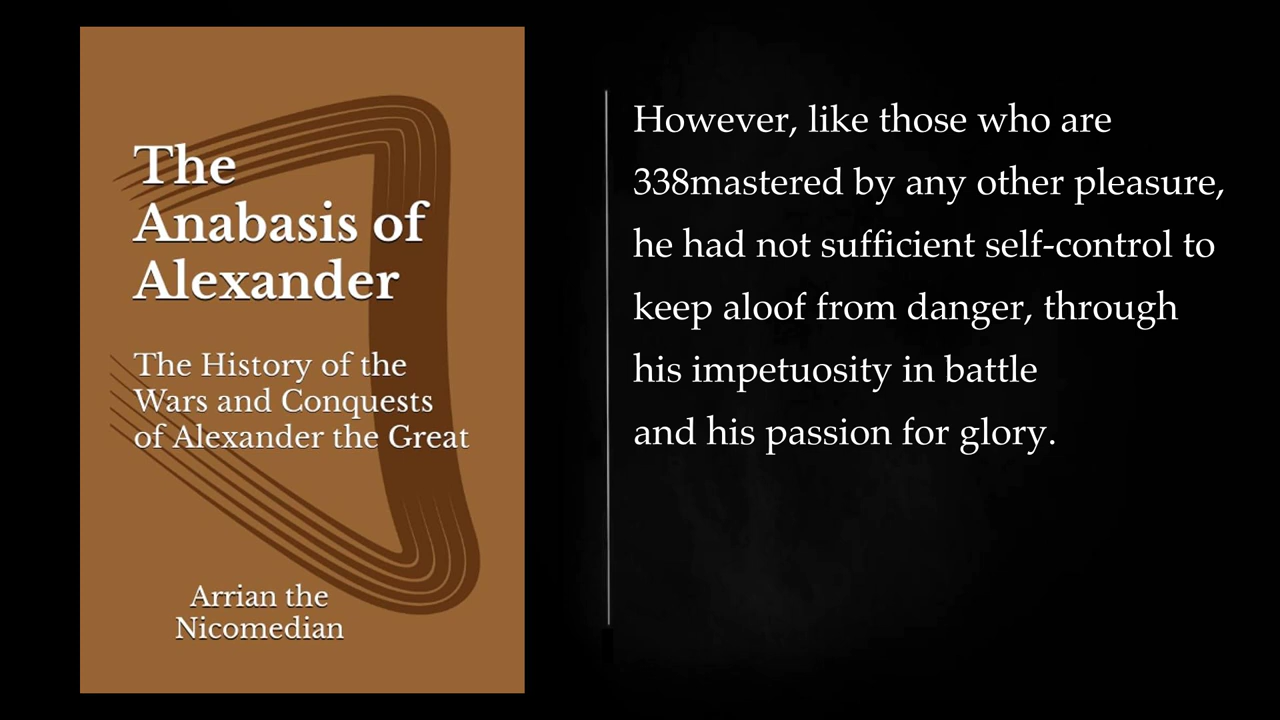 The
Anabasis of
Alexander
The History of the
Wars and Conquests
of Alexander the Great
Arrian the
Nicomedian
However, like those who are
338mastered by any other pleasure,
he had not sufficient self-control to
keep aloof from danger, through
his impetuosity in battle
and his passion for glory.